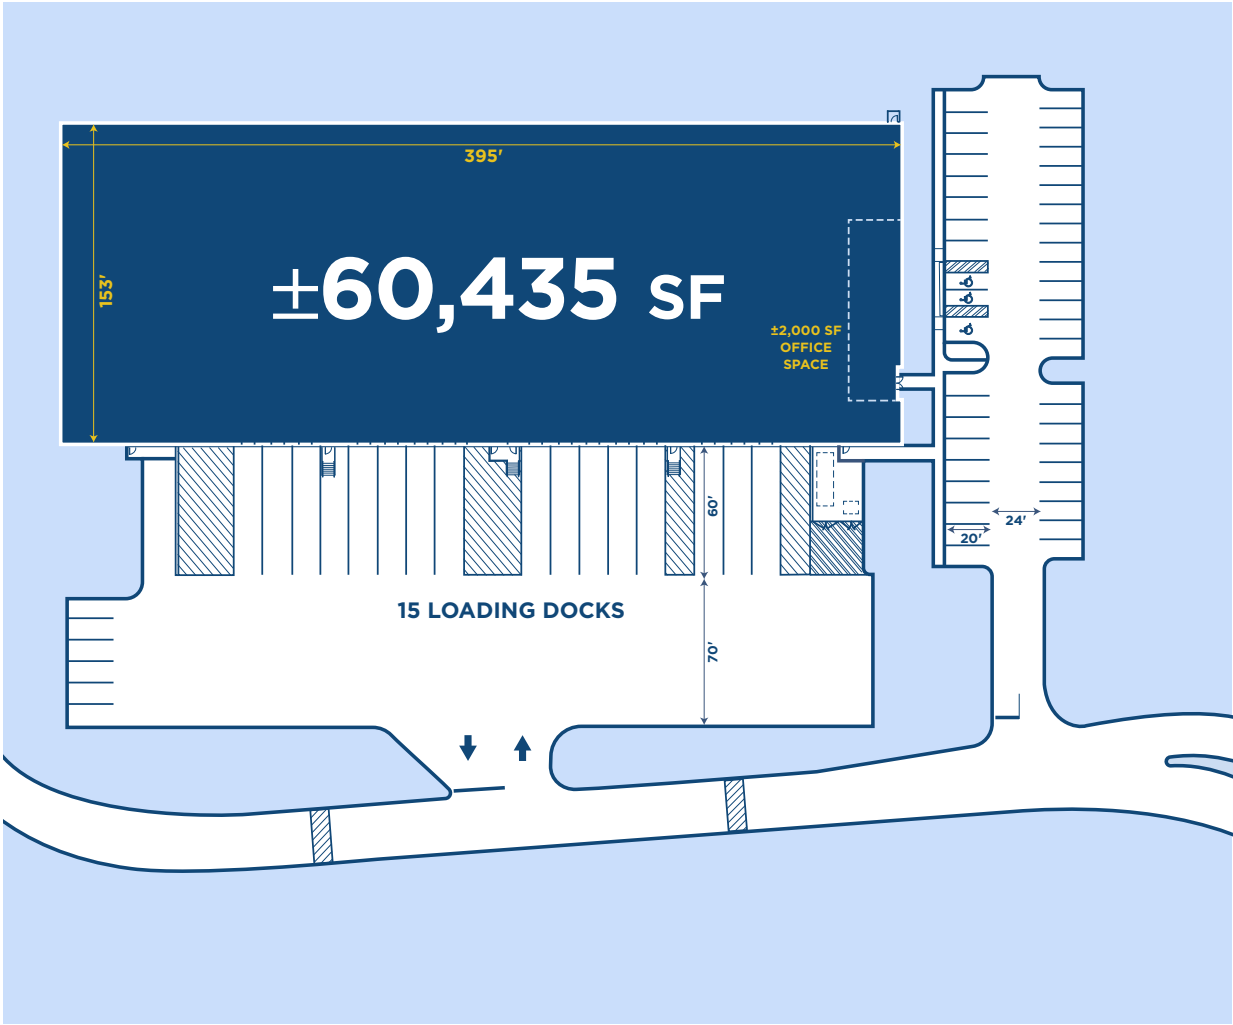 395'
153'
±60,435 SF
±2,000 SF
OFFICE
SPACE
60'
24'
20'
15 LOADING DOCKS
70'